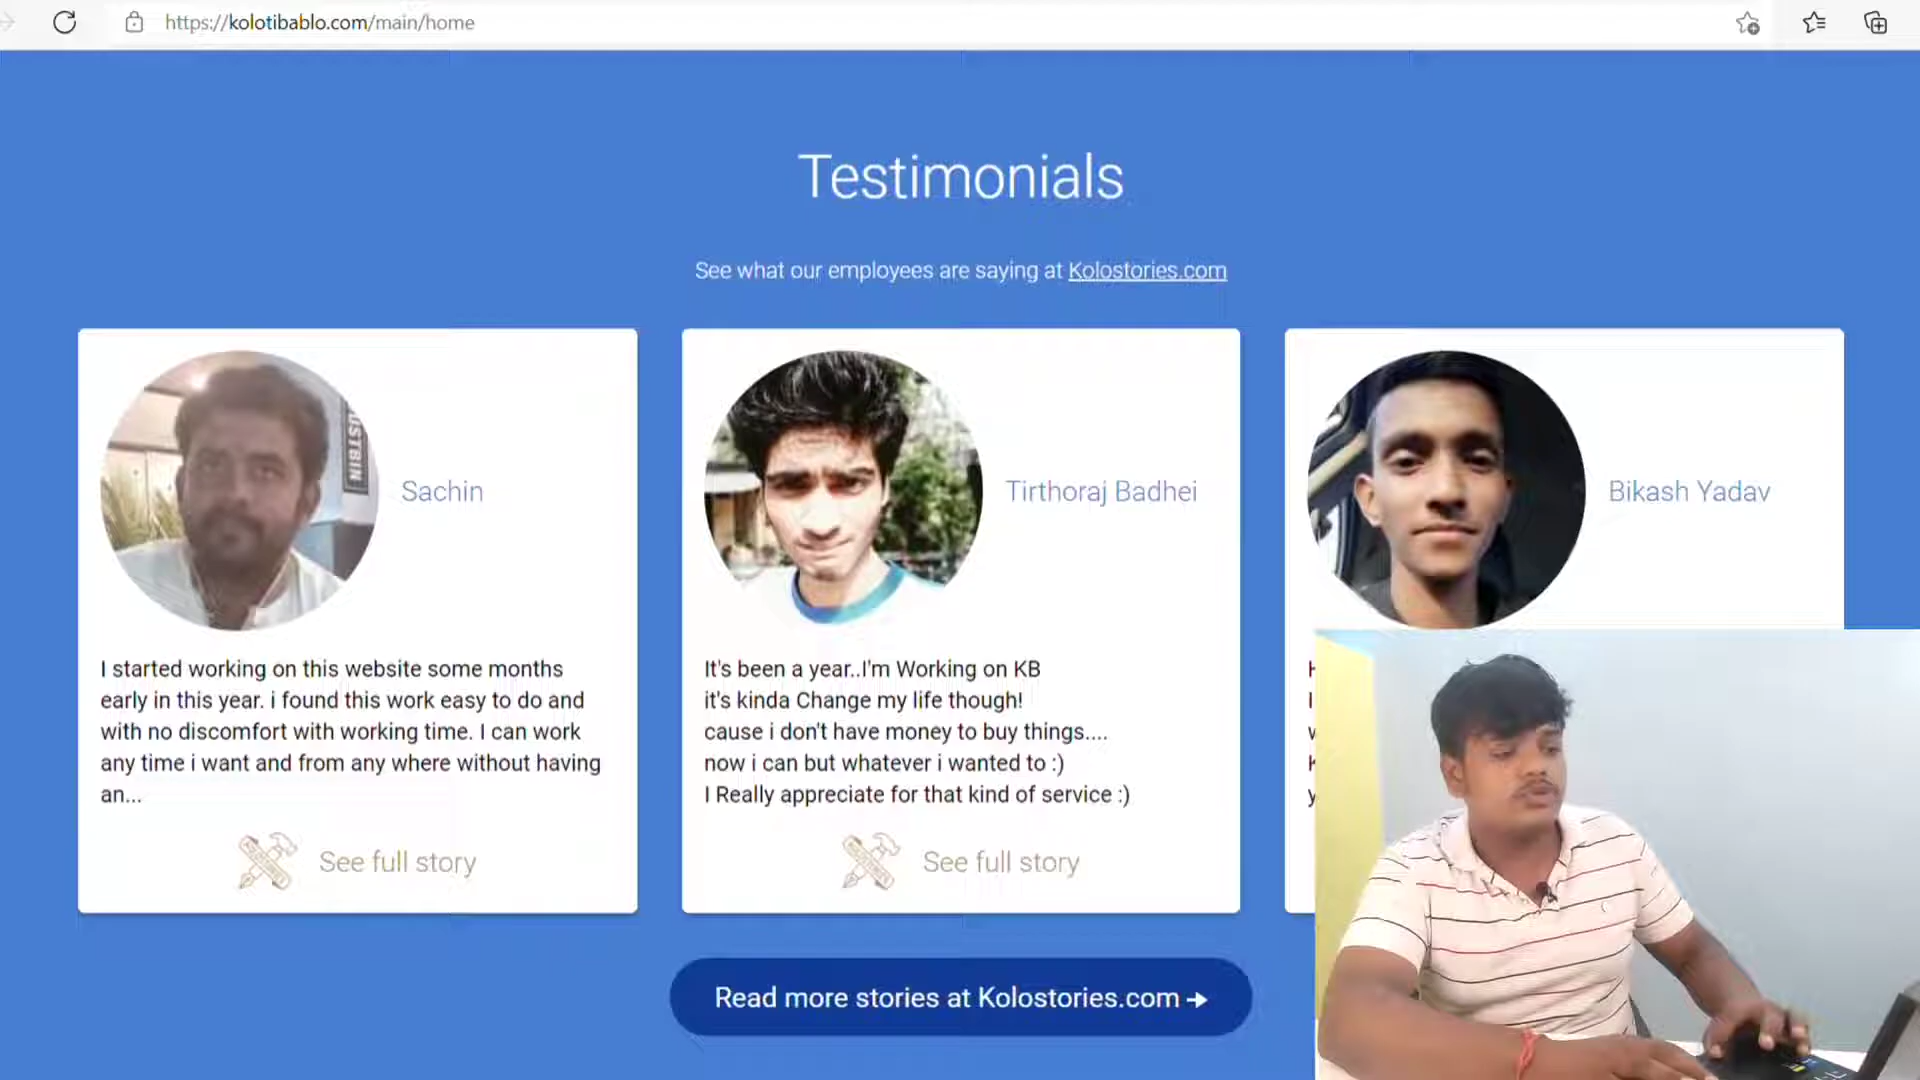 https://kolotibablo.com/main/home
Testimonials
See what our employees are saying at Kolostories.com
Sachin
I started working on this website some months
early in this year. i found this work easy to do and
with no discomfort with working time. I can work
any time i want and from any where without having
an...
See full story
Tirthoraj Badhei
It's been a year..I'm Working on KB
it's kinda Change my life though!
cause i don't have money to buy things....
now i can but whatever i wanted to :)
I Really appreciate for that kind of service :)
See full story
Bikash Yadav
Read more stories at Kolostories.com